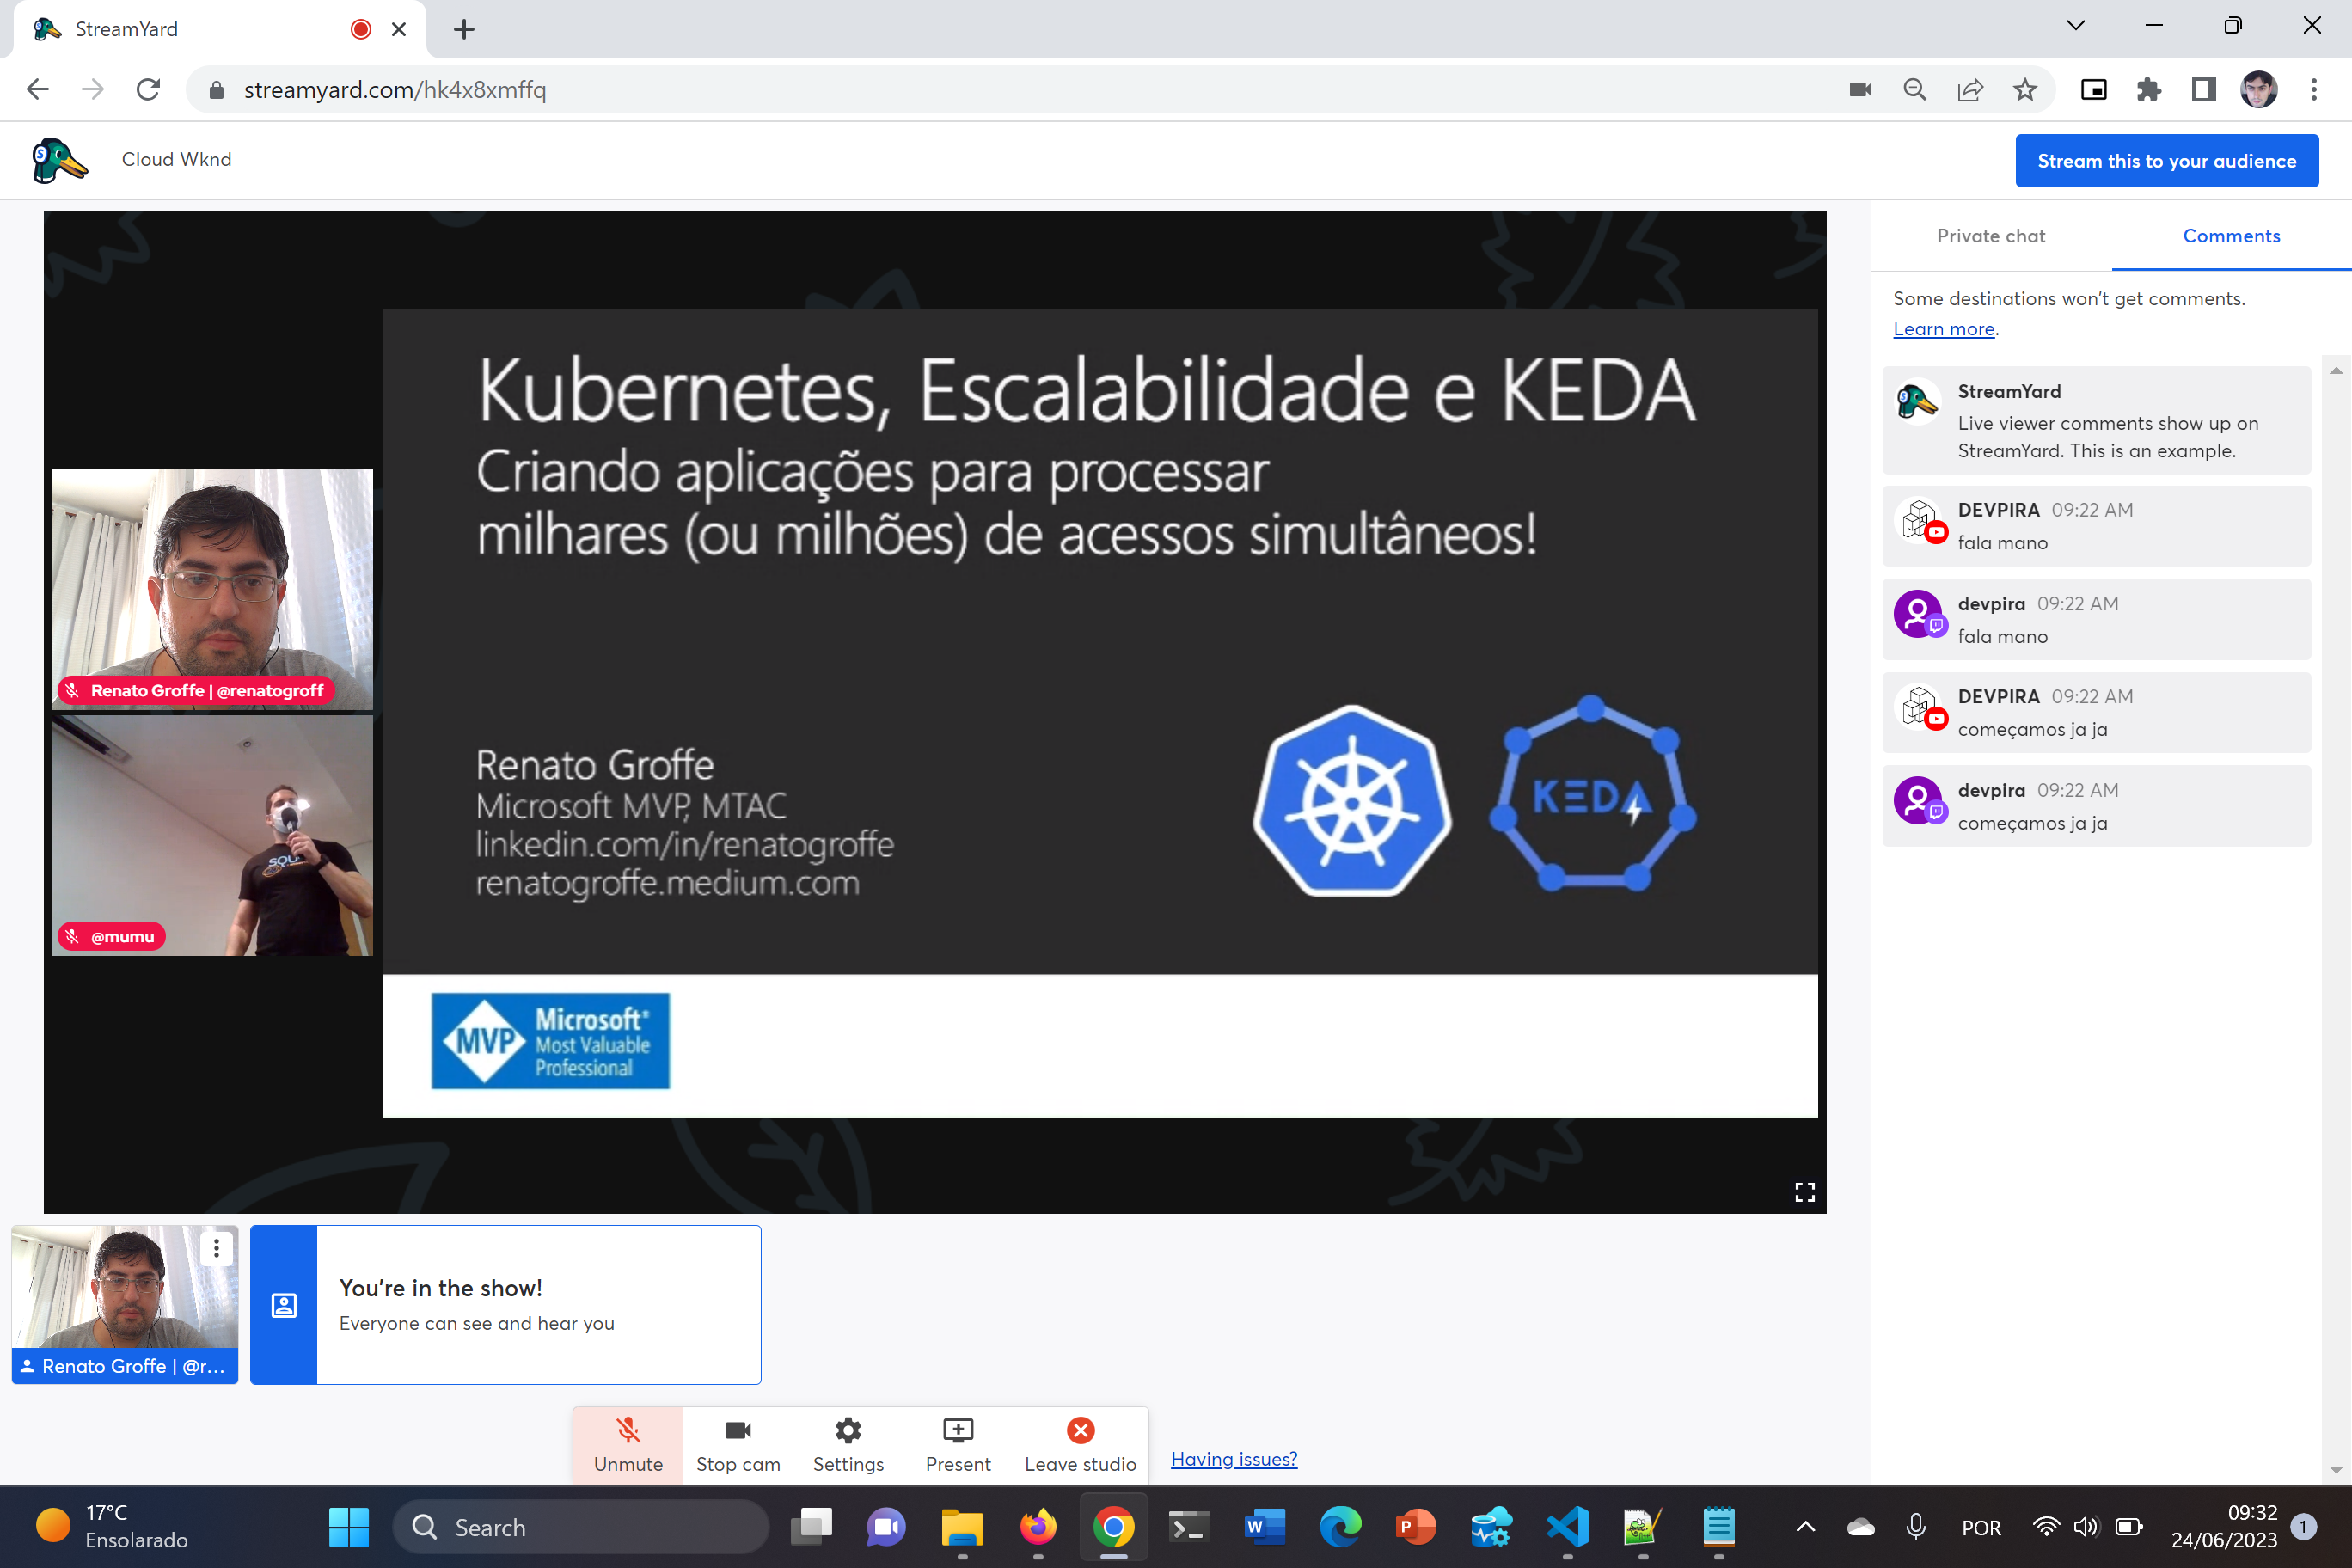 StreamYard
streamyard.com/hk4x8xmffq
Cloud Wknd
Stream this to your audience
Kubernetes, Escalabilidade e KEDA
Criando aplicações para processar
milhares (ou milhões) de acessos simultâneos!
Renato Groffe
Microsoft MVP, MTAC
linkedin.com/in/renatogroffe
renatogroffe.medium.com
KEDA
MVP
Microsoft®
Most Valuable
Professional
Renato Groffe | @renatogroff
SQU
@mumu
Private chat
Comments
Some destinations won't get comments.
Learn more.
StreamYard
Live viewer comments show up on
StreamYard. This is an example.
DEVPIRA 09:22 AM
fala mano
devpira 09:22 AM
fala mano
DEVPIRA 09:22 AM
começamos ja ja
devpira 09:22 AM
começamos ja ja
Renato Groffe | @r...
You're in the show!
Everyone can see and hear you
Unmute
Stop cam
Settings
Present
Leave studio
Having issues?
17°C
Ensolarado
Search
W
P
POR
09:32
24/06/2023
1